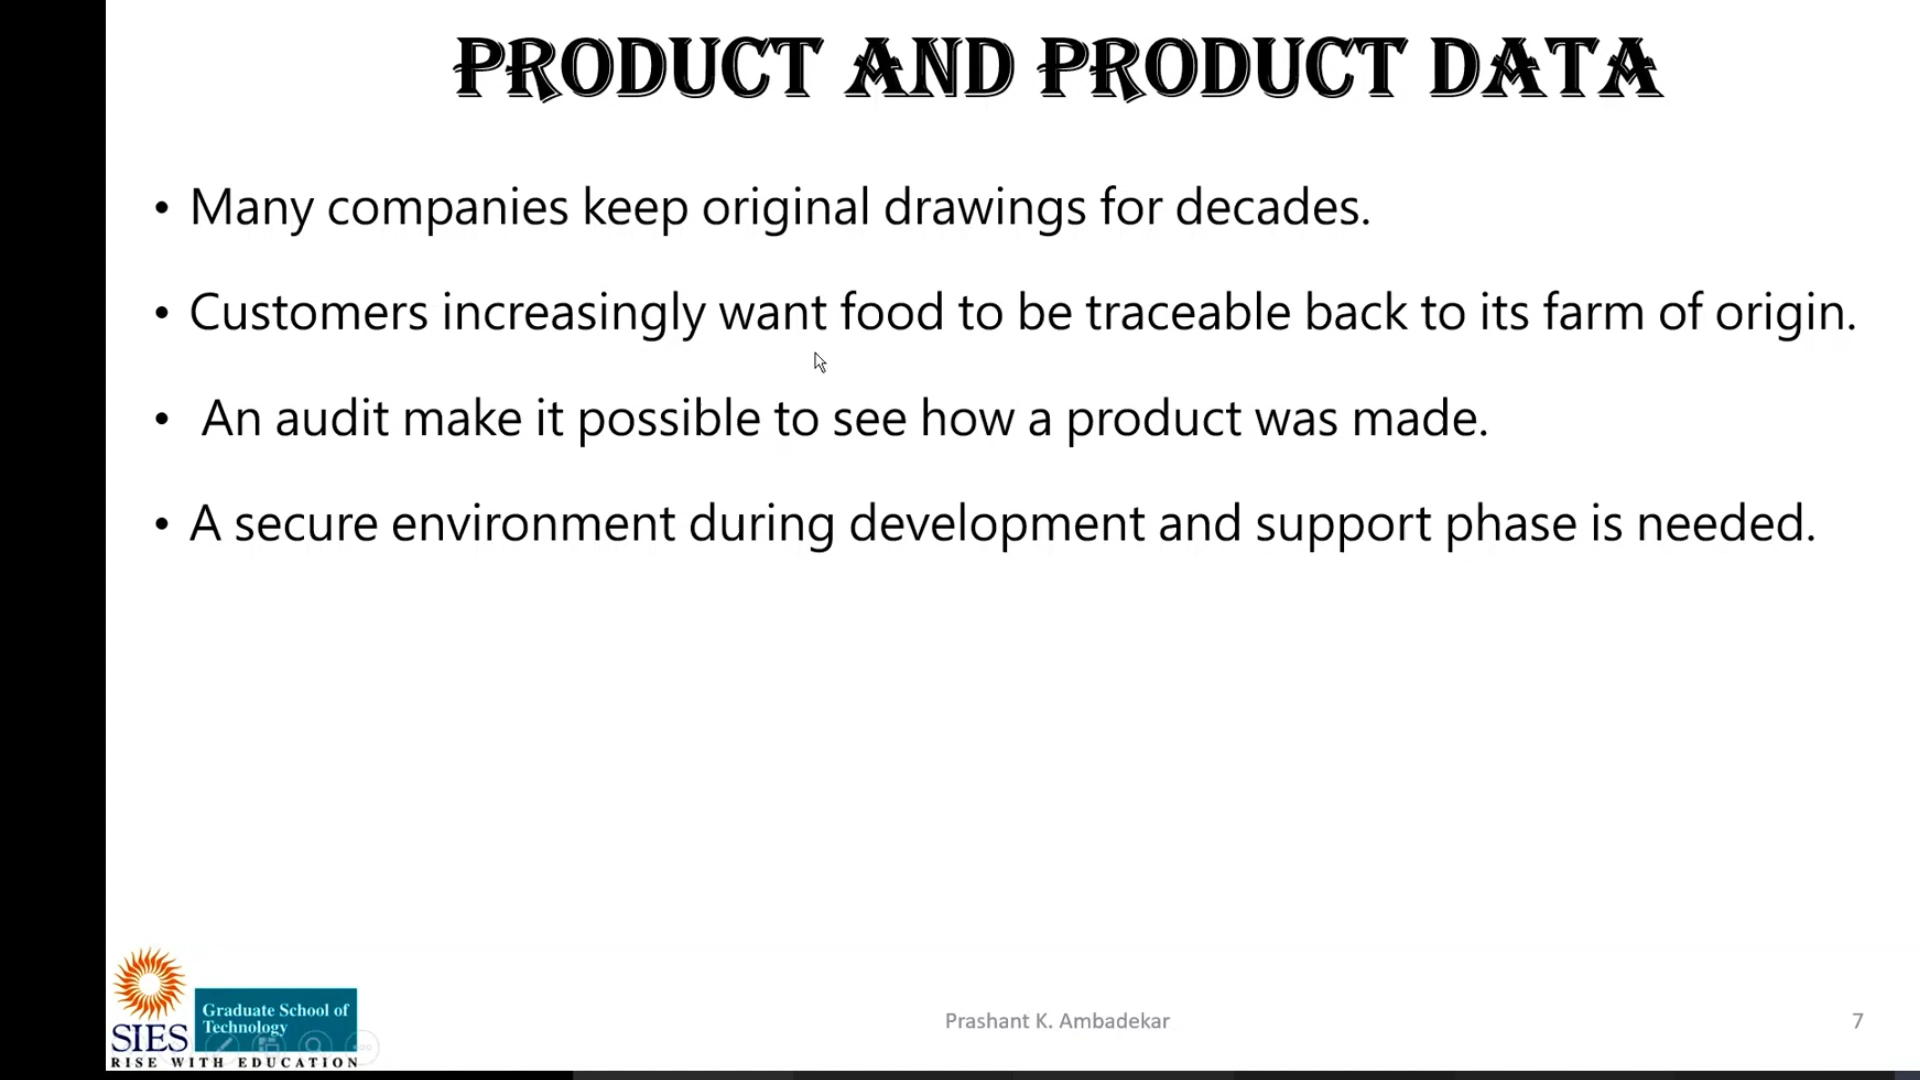 PRODUCT AND PRODUCT DATA
• Many companies keep original drawings for decades.
• Customers increasingly want food to be traceable back to its farm of origin.
• An audit make it possible to see how a product was made.
• A secure environment during development and support phase is needed.
Graduate School of
Technology
SIES
RISE WITH EDUCATION
Prashant K. Ambadekar
7